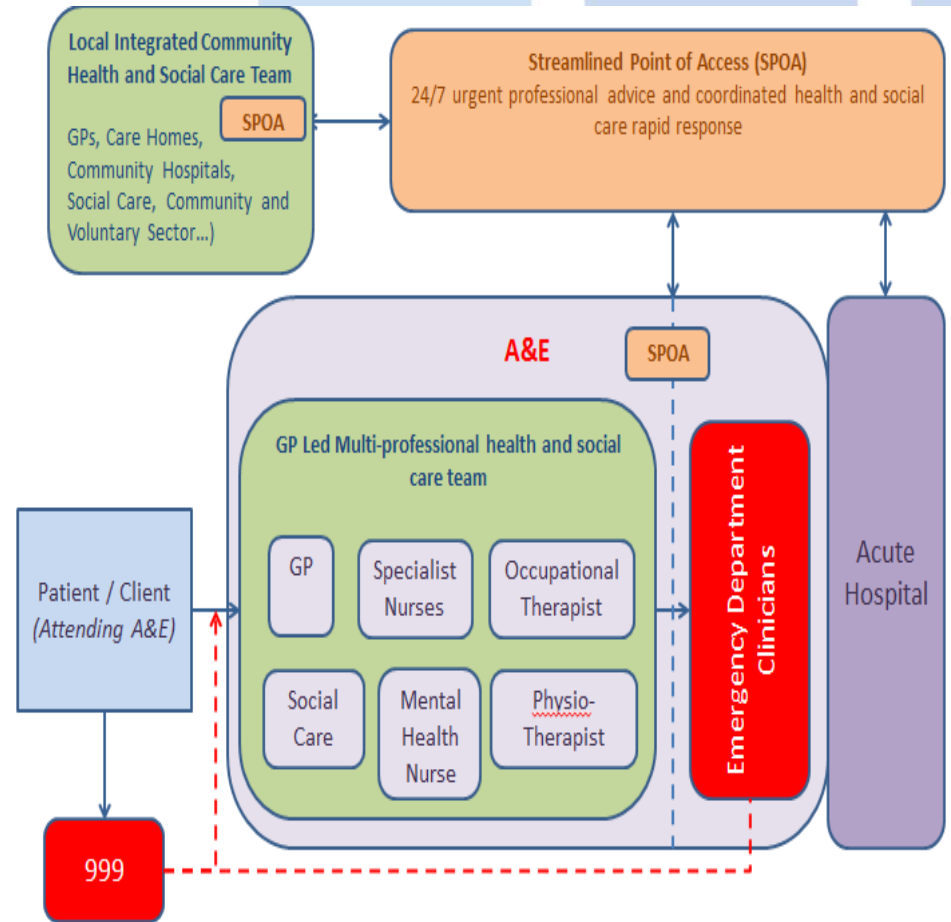 Local Integrated Community
Health and Social Care Team
SPOA
GPs, Care Homes,
Community Hospitals,
Social Care, Community and
Voluntary Sector...)
Streamlined Point of Access (SPOA)
24/7 urgent professional advice and coordinated health and social
care rapid response
A&E
SPOA
GP Led Multi-professional health and social
care team
GP
Specialist
Nurses
Occupational
Therapist
Social
Care
Mental
Health
Nurse
Physio-
Therapist
Emergency Department
Clinicians
Acute
Hospital
Patient / Client
(Attending A&E)
999